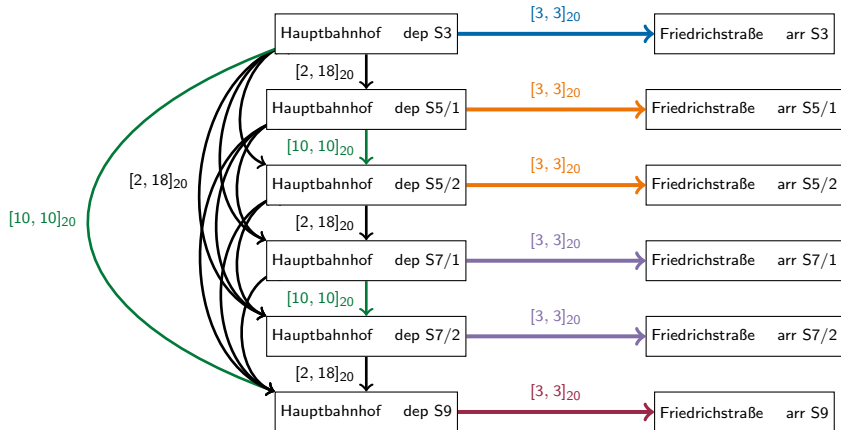 [3, 3]20
Hauptbahnhof dep S3
Friedrichstraße arr S3
[2, 18]20
[3, 3]20
Hauptbahnhof dep S5/1
Friedrichstraße arr S5/1
[10, 10]20
[3, 3]20
[2, 18]20
Hauptbahnhof dep S5/2
Friedrichstraße arr S5/2
[10, 10]20
[2, 18]20
[3, 3]20
Hauptbahnhof dep S7/1
Friedrichstraße arr S7/1
[10, 10]20
[3, 3]20
Hauptbahnhof dep S7/2
Friedrichstraße arr S7/2
[2, 18]20
[3, 3]20
Hauptbahnhof dep S9
Friedrichstraße arr S9